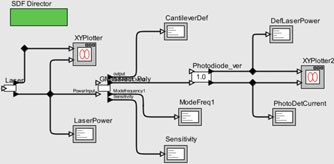 SDF Director
XYPlotter
CantileverDef
DefLaserPower
Laser
output
Photodiode_ver
XYPlotter2
PowerInput
Modefrequency1
1.0
Sensitivity
ModeFreq1
PhotoDetCurrent
LaserPower
Sensitivity